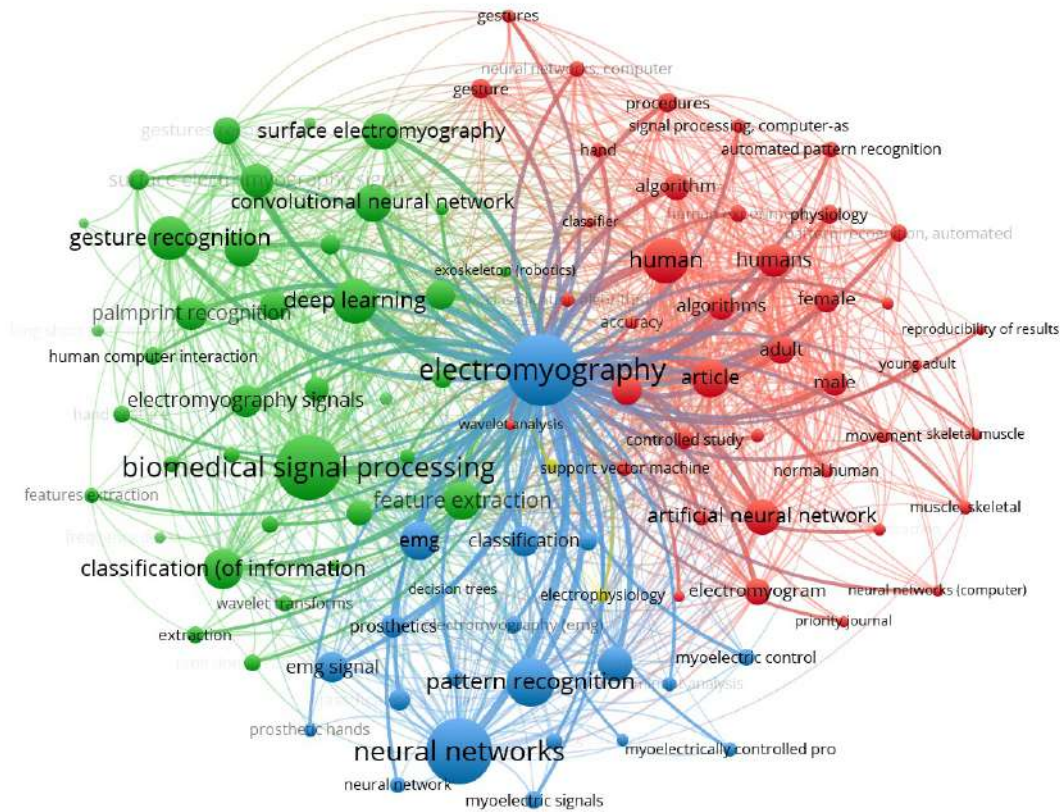 gestures
neural networks, computer
gesture
procedures
signal processing, computer-as
surface electromyography
hand
automated pattern recognition
algorithm
convolutional neural network
classifier
physiology
pattern recognition, automated
gesture recognition
human
humans
exoskeleton (robotics)
deep learning
algorithms
female
palmprint recognition
accuracy
reproducibility of results
human computer interaction
adult
young adult
electromyography
article
male
electromyography signals
wavelet analysis
controlled study
movement
skeletal muscle
biomedical signal processing
support vector machine
normal human
features extraction
feature extraction
artificial neural network
muscle, skeletal
emg
classification
classification (of information
decision trees
electrophysiology
electromyogram
neural networks (computer)
wavelet transforms
extraction
prosthetics
electromyography (emg)
priority journal
emg signal
pattern recognition
myoelectric control
prosthetic hands
neural networks
myoelectrically controlled pro
neural network
myoelectric signals